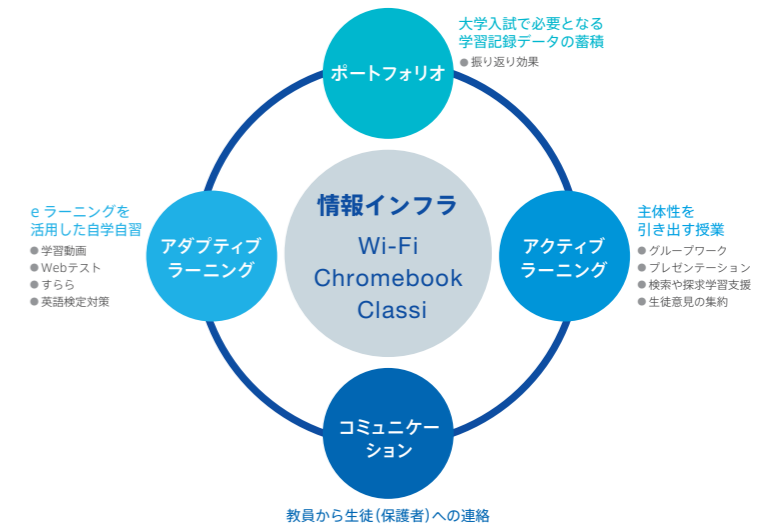 大学入試で必要となる
学習記録データの蓄積
●振り返り効果
ポートフォリオ
情報インフラ
Wi-Fi
Chromebook
Classi
eラーニングを
活用した自学自習
●学習動画
●Webテスト
●すらら
●英語検定対策
アダプティブ
ラーニング
アクティブ
ラーニング
主体性を
引き出す授業
●グループワーク
●プレゼンテーション
●検索や探求学習支援
●生徒意見の集約
コミュニケー
ション
教員から生徒(保護者)への連絡